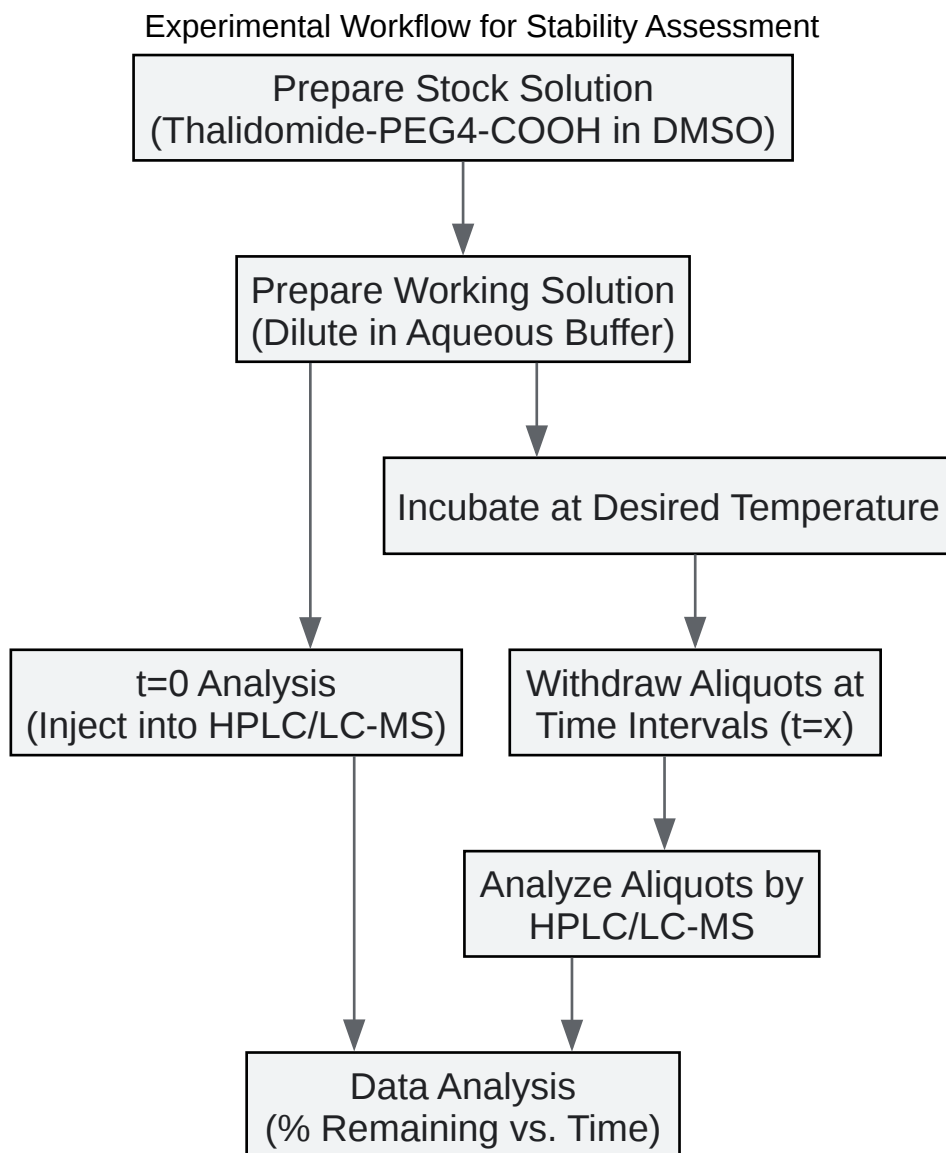 Experimental Workflow for Stability Assessment
Prepare Stock Solution
(Thalidomide-PEG4-COOH in DMSO)
Prepare Working Solution
(Dilute in Aqueous Buffer)
Incubate at Desired Temperature
t=0 Analysis
(Inject into HPLC/LC-MS)
Withdraw Aliquots at
Time Intervals (t=x)
Analyze Aliquots by
HPLC/LC-MS
Data Analysis
(% Remaining vs. Time)